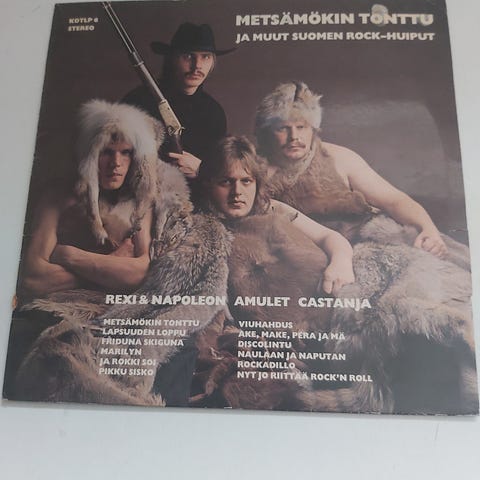 KOTLP 6
STEREO
METSÄMÖKIN TONTTU
JA MUUT SUOMEN ROCK-HUIPUT
REXI & NAPOLEON AMULET CASTANJA
METSÄMÖKIN TONTTU
LAPSUUDEN LOPPU
FRIDUNA SKIGUNA
MARILYN
JA ROKKI SOI
PIKKU SISKO
VIUHAHDUS
ÅKE, MAKE, PERA JA MÄ
DISCOLINTU
NAULAAN JA NAPUTAN
ROCKADILLO
NYT JO RIITTÄÄ ROCK'N ROLL